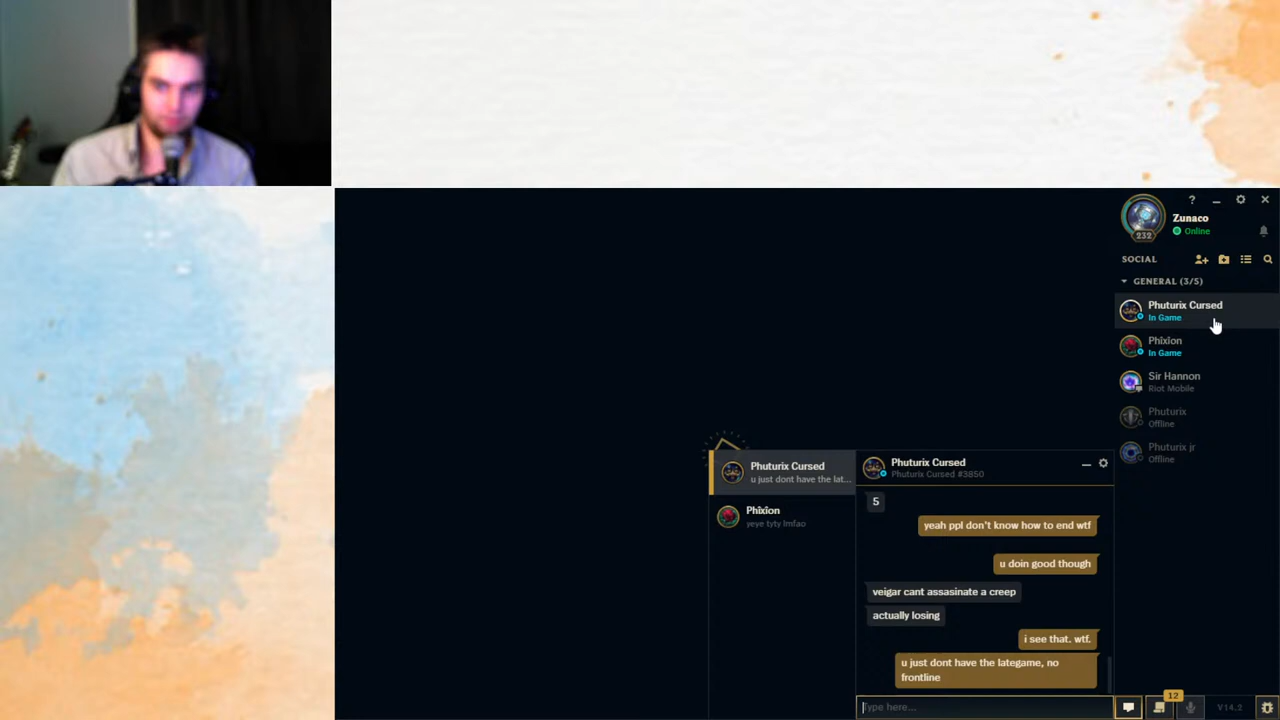 ?
Zunaco
232
Online
SOCIAL
GENERAL (3/5)
Phuturix Cursed
In Game
Phïxïon
In Game
Sir Hannon
Riot Mobile
Phuturix
Offline
Phuturix jr
Offline
Phuturix Cursed
u just dont have the lat...
Phïxïon
yeye tyty lmfao
Phuturix Cursed
Phuturix Cursed #3850
5
yeah ppl don't know how to end wtf
u doin good though
veigar cant assasinate a creep
actually losing
i see that. wtf.
u just dont have the lategame, no
frontline
Type here...
12
V14.2